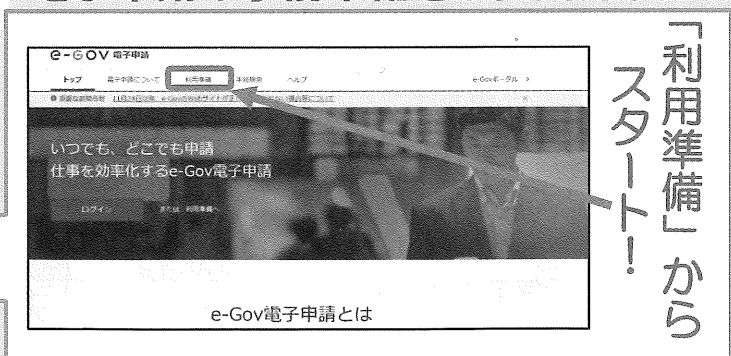 「利用準備」から
スタート!
e-GOV 電子申請
トップ 電子申請について 利用準備 手続検索 ヘルプ e-Govポータル
いつでも、どこでも申請
仕事を効率化するe-Gov電子申請
ログイン または 利用準備へ
e-Gov電子申請とは